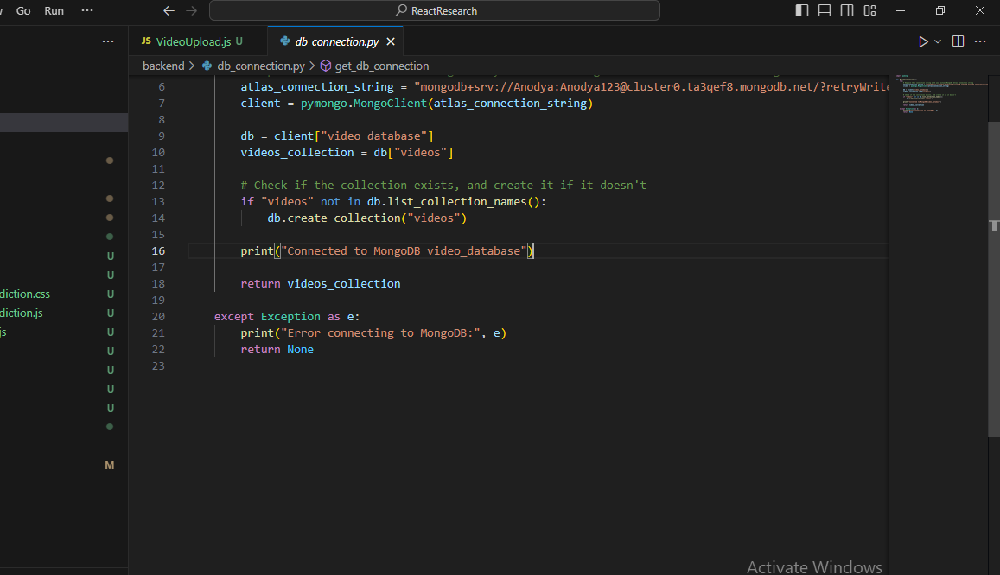 Go Run ···
ReactResearch
JS VideoUpload.js U
db_connection.py
backend > db_connection.py > get_db_connection
6 atlas_connection_string = "mongodb+srv://Anodya:Anodya123@cluster0.ta3qef8.mongodb.net/?retryWrite
7 client = pymongo.MongoClient(atlas_connection_string)
8
9 db = client["video_database"]
10 videos_collection = db["videos"]
11
12 # Check if the collection exists, and create it if it doesn't
13 if "videos" not in db.list_collection_names():
14 db.create_collection("videos")
15
16 print("Connected to MongoDB video_database")
17
18 return videos_collection
19
20 except Exception as e:
21 print("Error connecting to MongoDB:", e)
22 return None
23
U
U
diction.css U
diction.js U
js U
U
U
U
U
M
Activate Windows